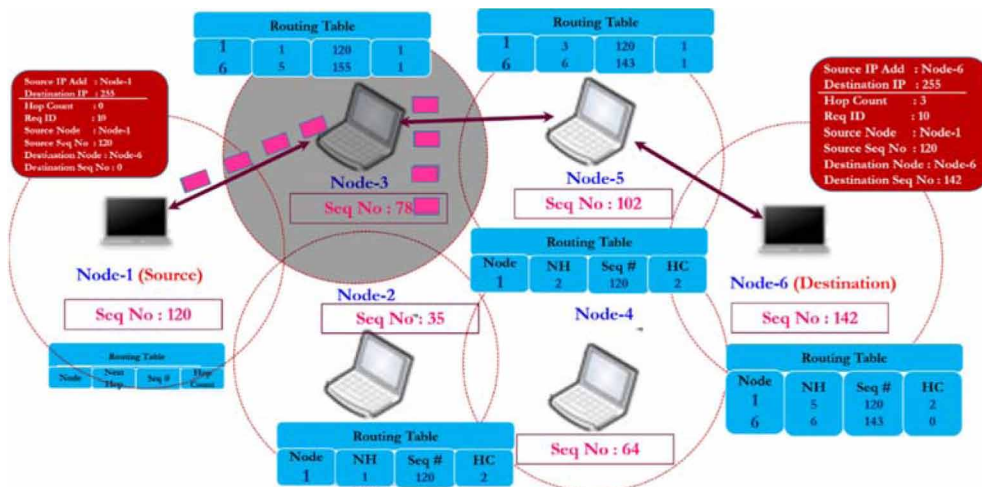 Routing Table
1 1 120 1
6 5 155 1
Routing Table
1 3 120 1
6 6 143 1
Source IP Add : Node-1
Destination IP : 255
Hop Count : 0
Req ID : 10
Source Node : Node-1
Source Seq No : 120
Destination Node : Node-6
Destination Seq No : 0
Source IP Add : Node-6
Destination IP : 255
Hop Count : 3
Req ID : 10
Source Node : Node-1
Source Seq No : 120
Destination Node : Node-6
Destination Seq No : 142
Node-3
Seq No : 78
Node-5
Seq No : 102
Node-1 (Source)
Seq No : 120
Routing Table
Node Next Hop Seq # Hop Count
Node-2
Seq No : 35
Routing Table
Node NH Seq # HC
1 2 120 2
Node-4
Node-6 (Destination)
Seq No : 142
Routing Table
Node NH Seq # HC
1 5 120 2
6 6 143 0
Routing Table
Node NH Seq # HC
1 1 120 2
Seq No : 64